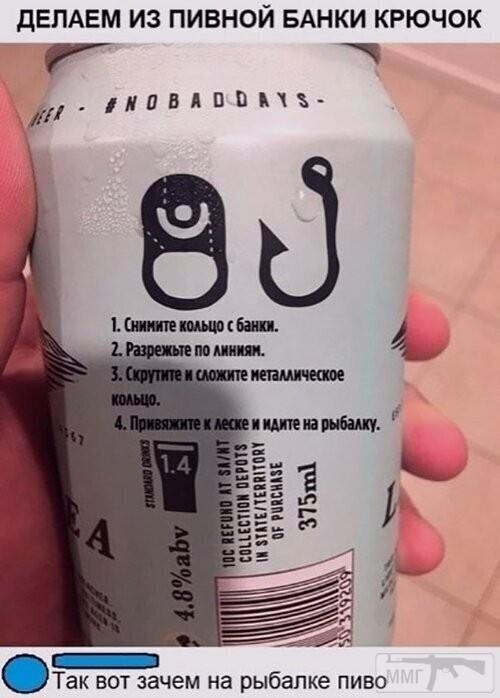 ДЕЛАЕМ ИЗ ПИВНОЙ БАНКИ КРЮЧОК
- #NOBADDAYS-
1. Снимите кольцо с банки.
2. Разрежьте по линиям.
3. Скрутите и сложите металлическое
кольцо.
4. Привяжите к леске и идите на рыбалку.
STANDARD DRINKS
1.4
4.8%abv
10C REFUND AT SA/NT
COLLECTION DEPOTS
IN STATE/TERRITORY
OF PURCHASE
375ml
EA
L
Так вот зачем на рыбалке пиво
ММГ